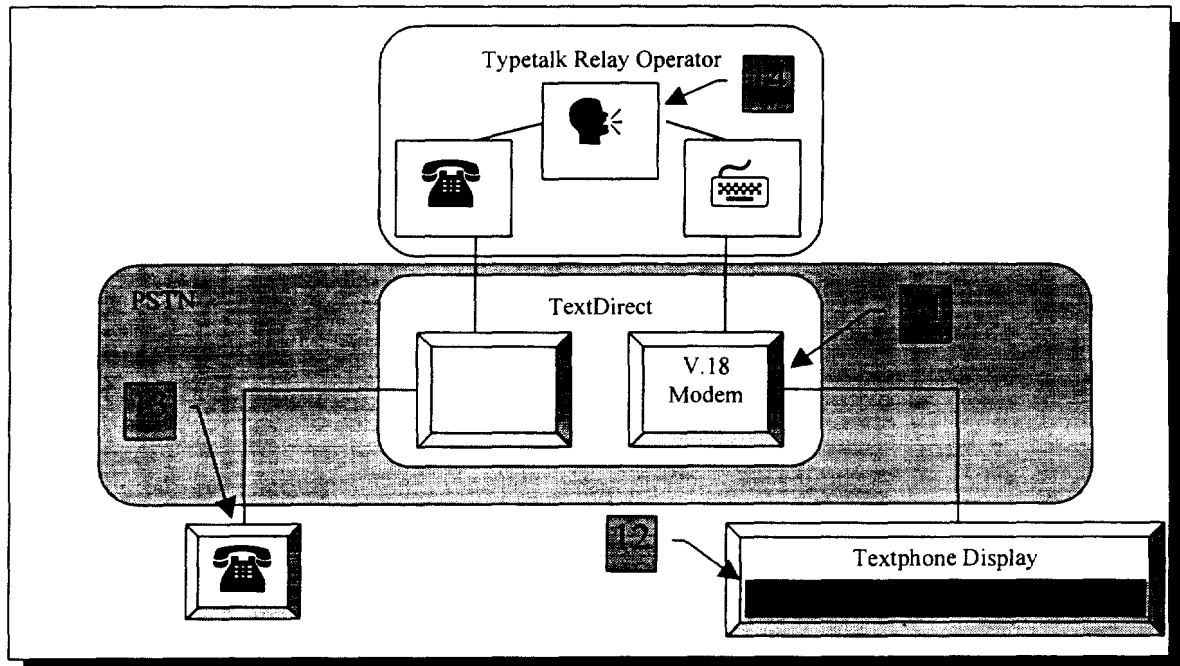 Typetalk Relay Operator
PSTN
TextDirect
V.18
Modem
12
Textphone Display